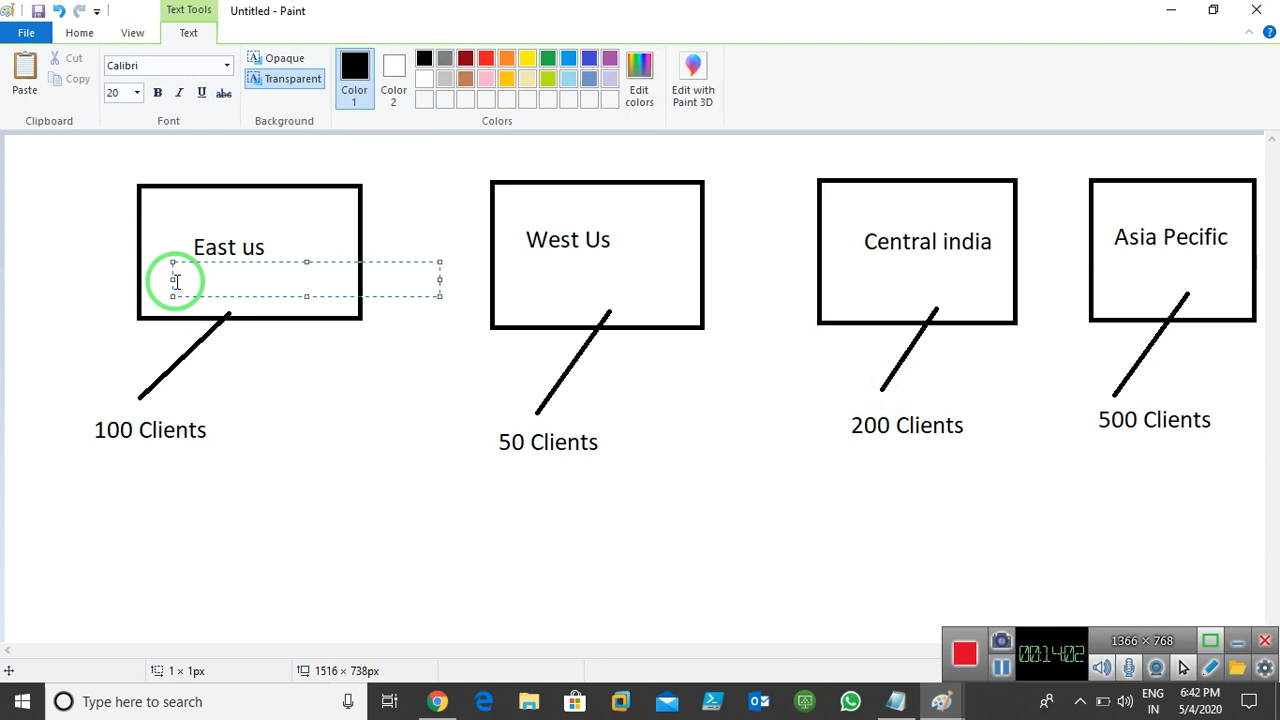 Text Tools
Untitled - Paint
File
Home
View
Text
Paste
Cut
Copy
Clipboard
Calibri
20
B I U abc
Font
Opaque
Transparent
Background
Color 1
Color 2
Colors
Edit colors
Edit with Paint 3D
East us
West Us
Central india
Asia Pecific
100 Clients
50 Clients
200 Clients
500 Clients
00:14:02
1366 × 768
1 × 1px
1516 × 738px
Type here to search
ENG
IN
6:42 PM
5/4/2020